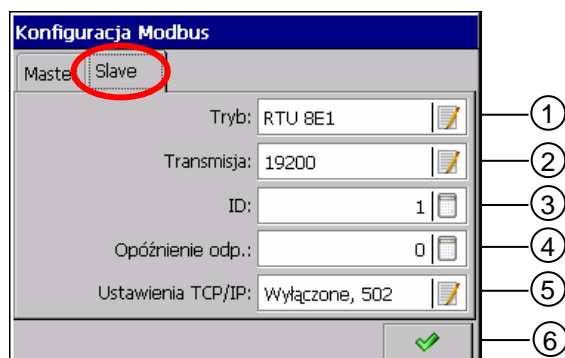 Konfiguracja Modbus
Master Slave
Tryb: RTU 8E1 1
Transmisja: 19200 2
ID: 1 3
Opóźnienie odp.: 0 4
Ustawienia TCP/IP: Wyłączone, 502 5
6